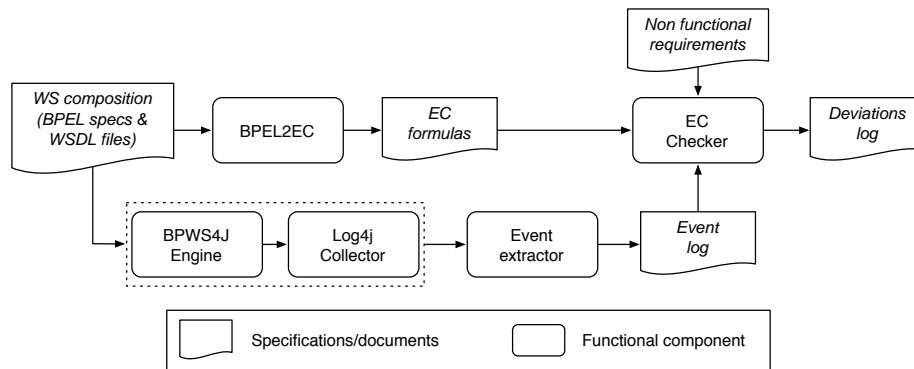 Non functional
requirements
WS composition
(BPEL specs &
WSDL files)
BPEL2EC
EC
formulas
EC
Checker
Deviations
log
BPWS4J
Engine
Log4j
Collector
Event
extractor
Event
log
Specifications/documents
Functional component